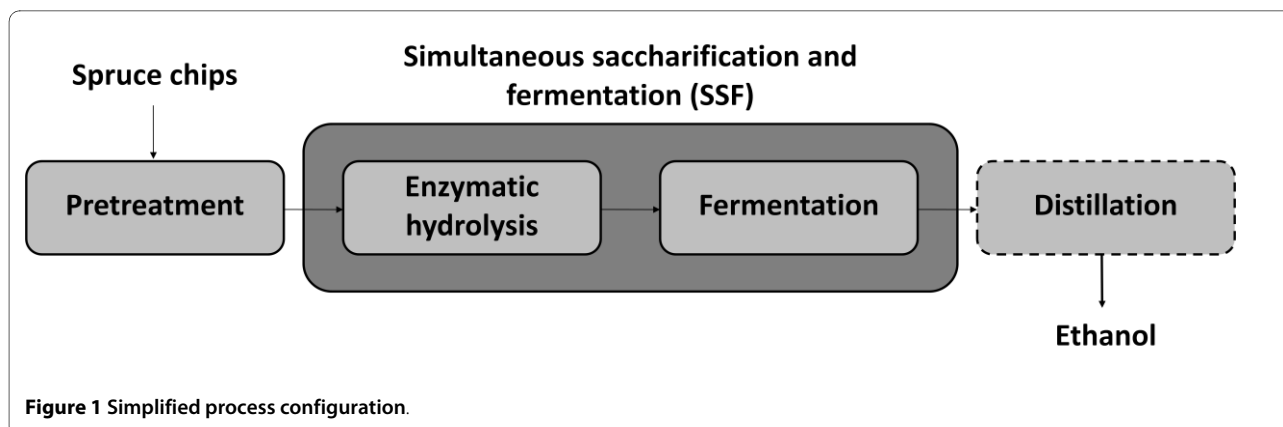 Spruce chips
Simultaneous saccharification and
fermentation (SSF)
Pretreatment
Enzymatic
hydrolysis
Fermentation
Distillation
Ethanol
Figure 1 Simplified process configuration.